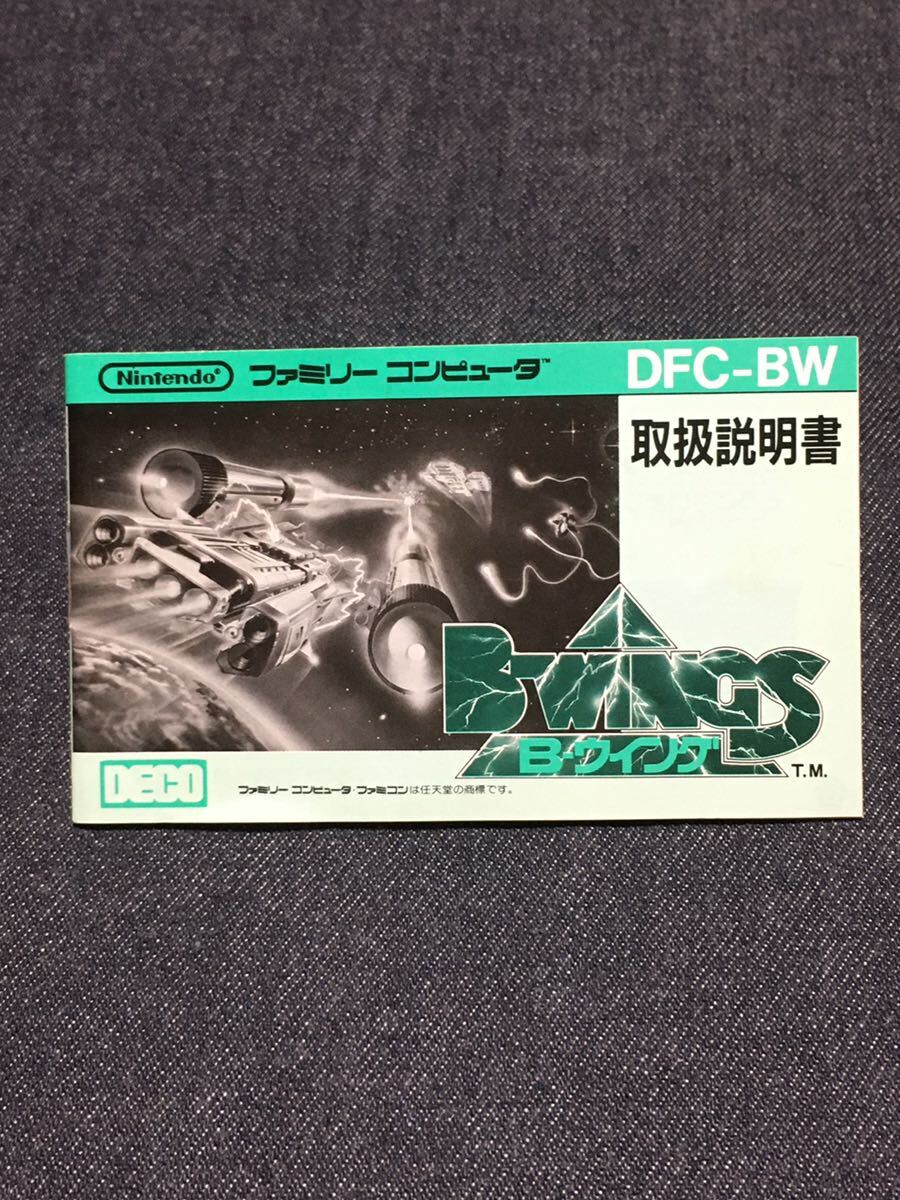 Nintendo® ファミリー コンピュータ™ DFC-BW
取扱説明書
B-WINGS
B-ウイング
T.M.
DECO
ファミリー コンピュータ・ファミコンは任天堂の商標です。